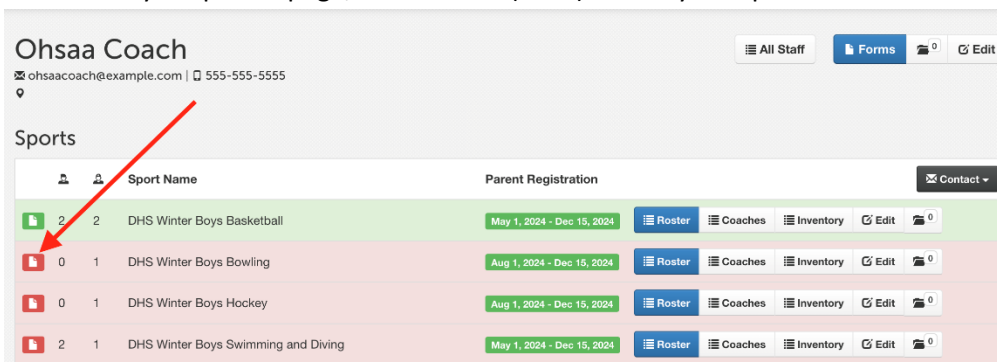 Ohsaa Coach
All Staff Forms 0 Edit
ohsaacoach@example.com | 555-555-5555
Sports
Sport Name Parent Registration Contact
2 2 DHS Winter Boys Basketball May 1, 2024 - Dec 15, 2024 Roster Coaches Inventory Edit 0
0 1 DHS Winter Boys Bowling Aug 1, 2024 - Dec 15, 2024 Roster Coaches Inventory Edit 0
0 1 DHS Winter Boys Hockey Aug 1, 2024 - Dec 15, 2024 Roster Coaches Inventory Edit 0
2 1 DHS Winter Boys Swimming and Diving May 1, 2024 - Dec 15, 2024 Roster Coaches Inventory Edit 0